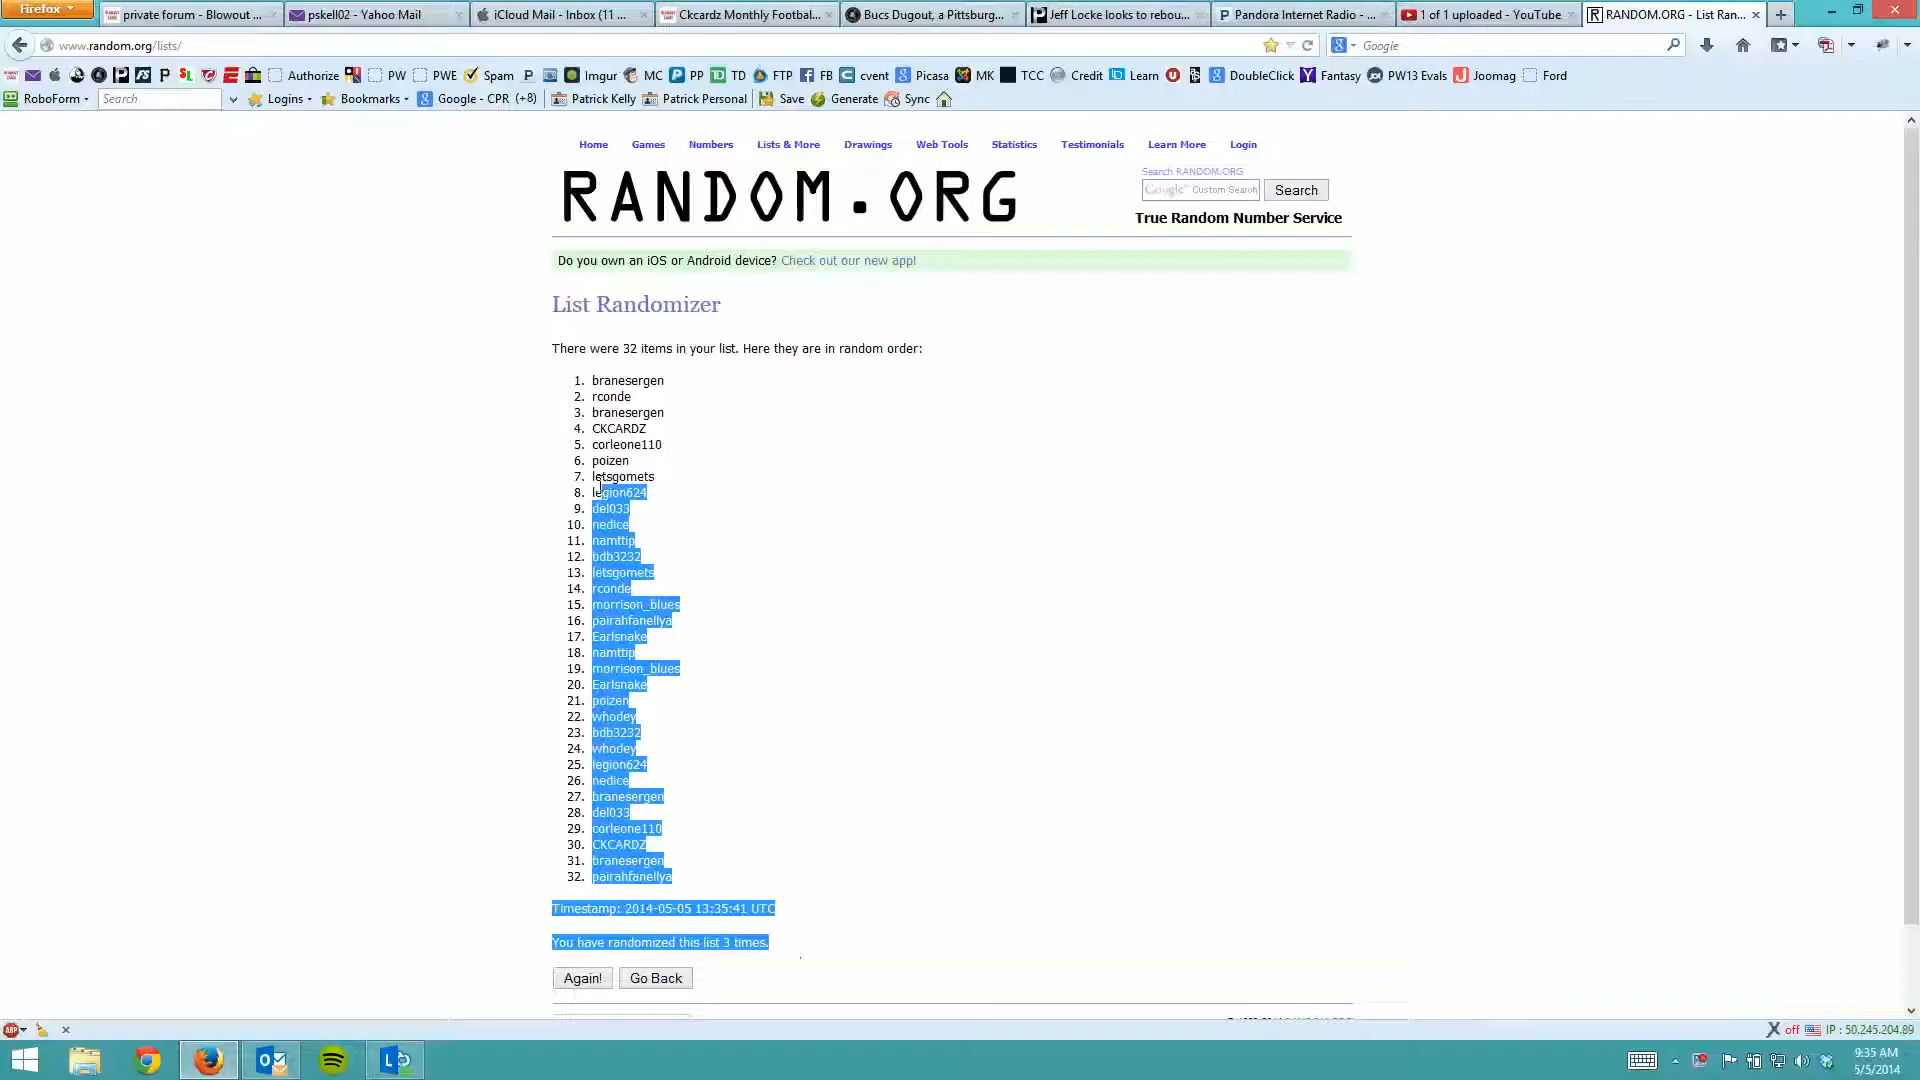 Firefox
private forum - Blowout ...
pskell02 - Yahoo Mail
iCloud Mail - Inbox (11 ...
Ckcardz Monthly Footbal...
Bucs Dugout, a Pittsburg...
Jeff Locke looks to rebou...
Pandora Internet Radio - ...
1 of 1 uploaded - YouTube
RANDOM.ORG - List Ran...
www.random.org/lists/
Google
Authorize PW PWE Spam Imgur MC PP TD FTP FB cvent Picasa MK TCC Credit Learn DoubleClick Fantasy PW13 Evals Joomag Ford
RoboForm Search Logins Bookmarks Google - CPR (+8) Patrick Kelly Patrick Personal Save Generate Sync
Home Games Numbers Lists & More Drawings Web Tools Statistics Testimonials Learn More Login
RANDOM.ORG
Search RANDOM.ORG
Google Custom Search Search
True Random Number Service
Do you own an iOS or Android device? Check out our new app!
List Randomizer
There were 32 items in your list. Here they are in random order:
1. branesergen
2. rconde
3. branesergen
4. CKCARDZ
5. corleone110
6. poizen
7. letsgomets
8. legion624
9. del033
10. nedice
11. namttip
12. bdb3232
13. letsgomets
14. rconde
15. morrison_blues
16. pairahfanellya
17. Earlsnake
18. namttip
19. morrison_blues
20. Earlsnake
21. poizen
22. whodey
23. bdb3232
24. whodey
25. legion624
26. nedice
27. branesergen
28. del033
29. corleone110
30. CKCARDZ
31. branesergen
32. pairahfanellya
Timestamp: 2014-05-05 13:35:41 UTC
You have randomized this list 3 times.
Again! Go Back
off IP : 50.245.204.89
9:35 AM
5/5/2014